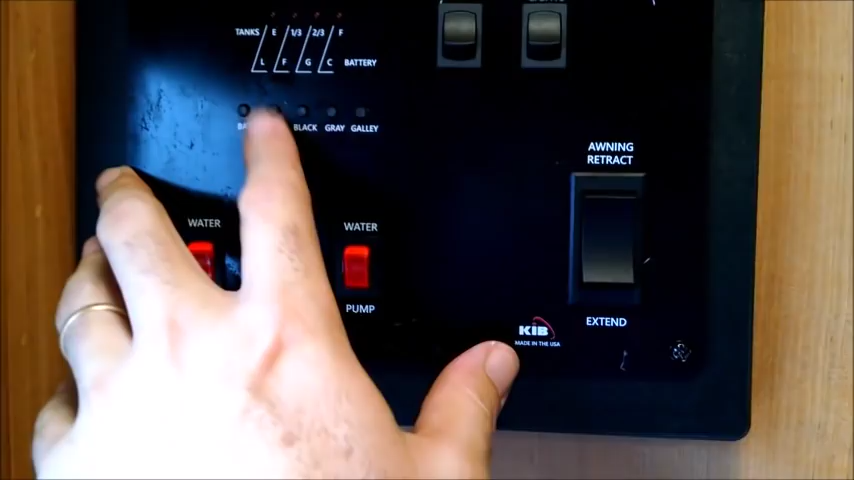 TANKS E 1/3 2/3 F
L F G C BATTERY
BLACK GRAY GALLEY
AWNING
RETRACT
WATER
WATER
PUMP
EXTEND
KIB
MADE IN THE USA.